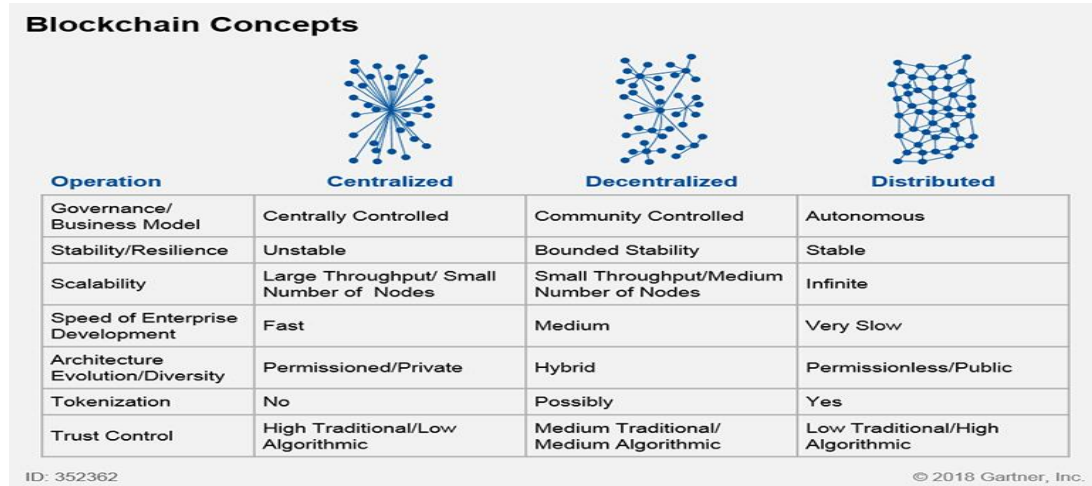 Blockchain Concepts
Operation Centralized Decentralized Distributed
Governance/
Business Model Centrally Controlled Community Controlled Autonomous
Stability/Resilience Unstable Bounded Stability Stable
Scalability Large Throughput/ Small
Number of Nodes Small Throughput/Medium
Number of Nodes Infinite
Speed of Enterprise
Development Fast Medium Very Slow
Architecture
Evolution/Diversity Permissioned/Private Hybrid Permissionless/Public
Tokenization No Possibly Yes
Trust Control High Traditional/Low
Algorithmic Medium Traditional/
Medium Algorithmic Low Traditional/High
Algorithmic
ID: 352362 © 2018 Gartner, Inc.